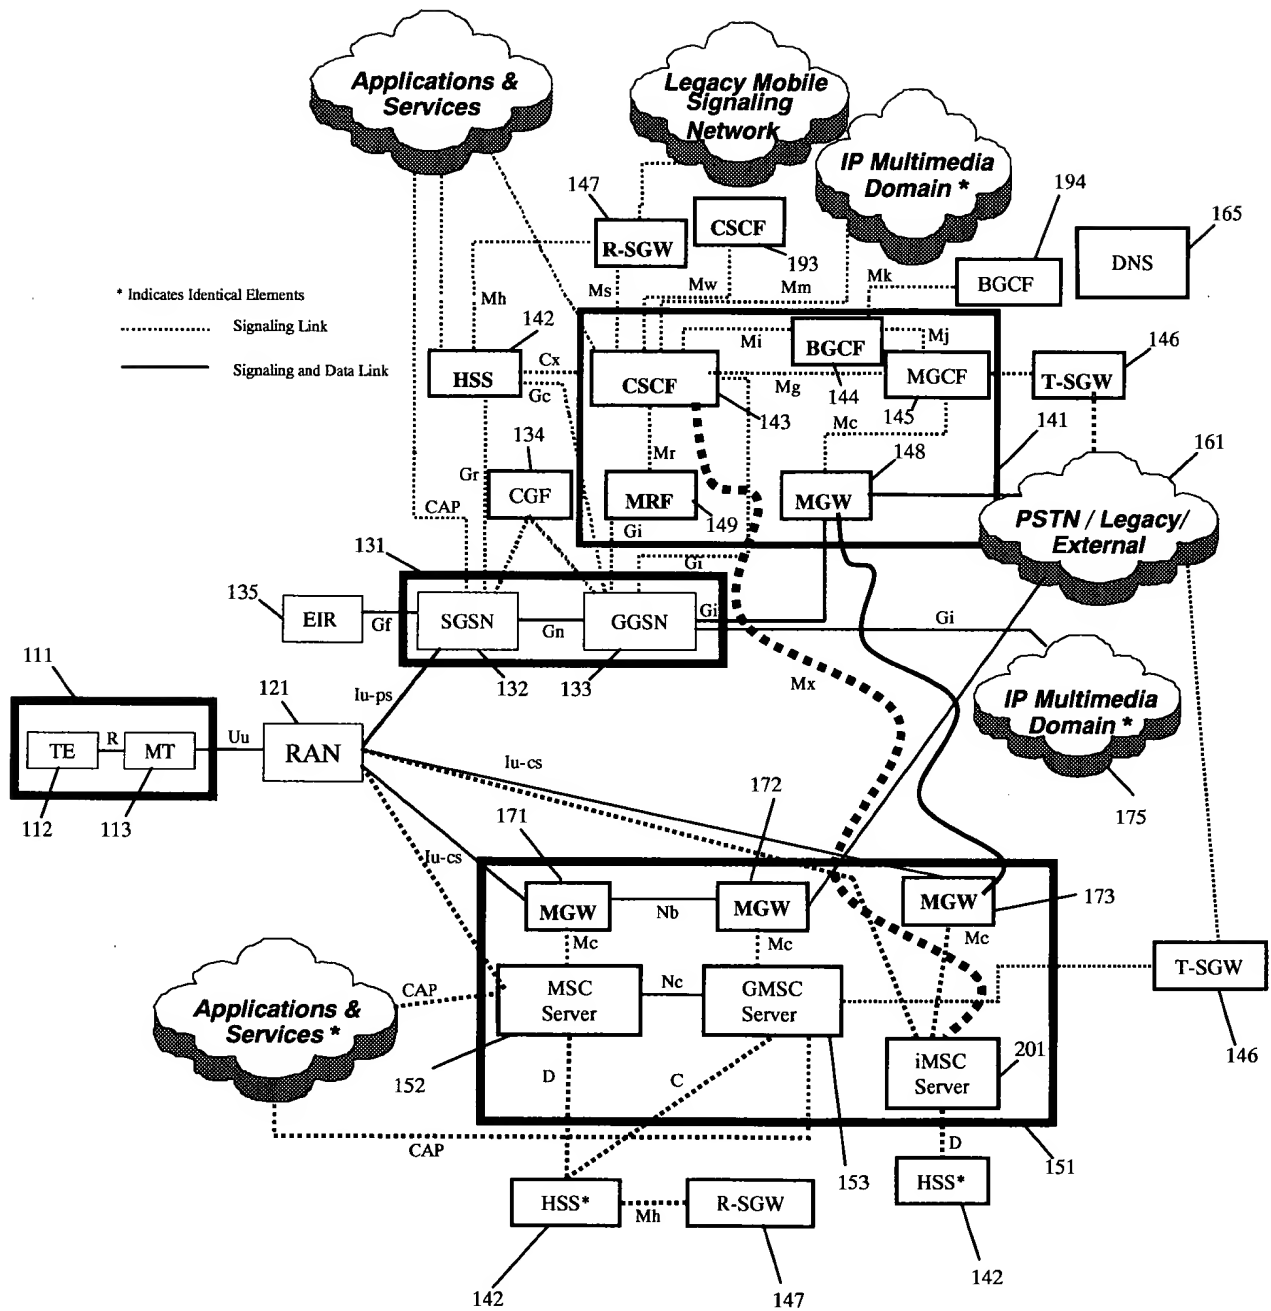 Applications &
Services
Legacy Mobile
Signaling
Network
IP Multimedia
Domain *
147
194
165
CSCF
R-SGW
193
DNS
BGCF
* Indicates Identical Elements
Signaling Link
Signaling and Data Link
Mh
Ms
Mw
Mm
Mk
142
HSS
Cx
Gc
Mi
BGCF
Mj
146
CSCF
Mg
144
MGCF
T-SGW
143
145
Mc
141
134
Mr
148
161
Gr
CGF
MRF
149
MGW
CAP
Gi
PSTN / Legacy/
External
131
Gi
135
EIR
Gf
SGSN
Gn
GGSN
Gi
Gi
111
132
133
121
Iu-ps
Mx
IP Multimedia
Domain *
TE
R
MT
Uu
RAN
Iu-cs
112
113
171
172
175
Iu-cs
MGW
Nb
MGW
MGW
173
Mc
Mc
Mc
Applications &
Services *
CAP
MSC
Server
Nc
GMSC
Server
T-SGW
152
D
C
iMSC
Server
201
146
CAP
153
D
151
HSS*
Mh
R-SGW
HSS*
142
142
147